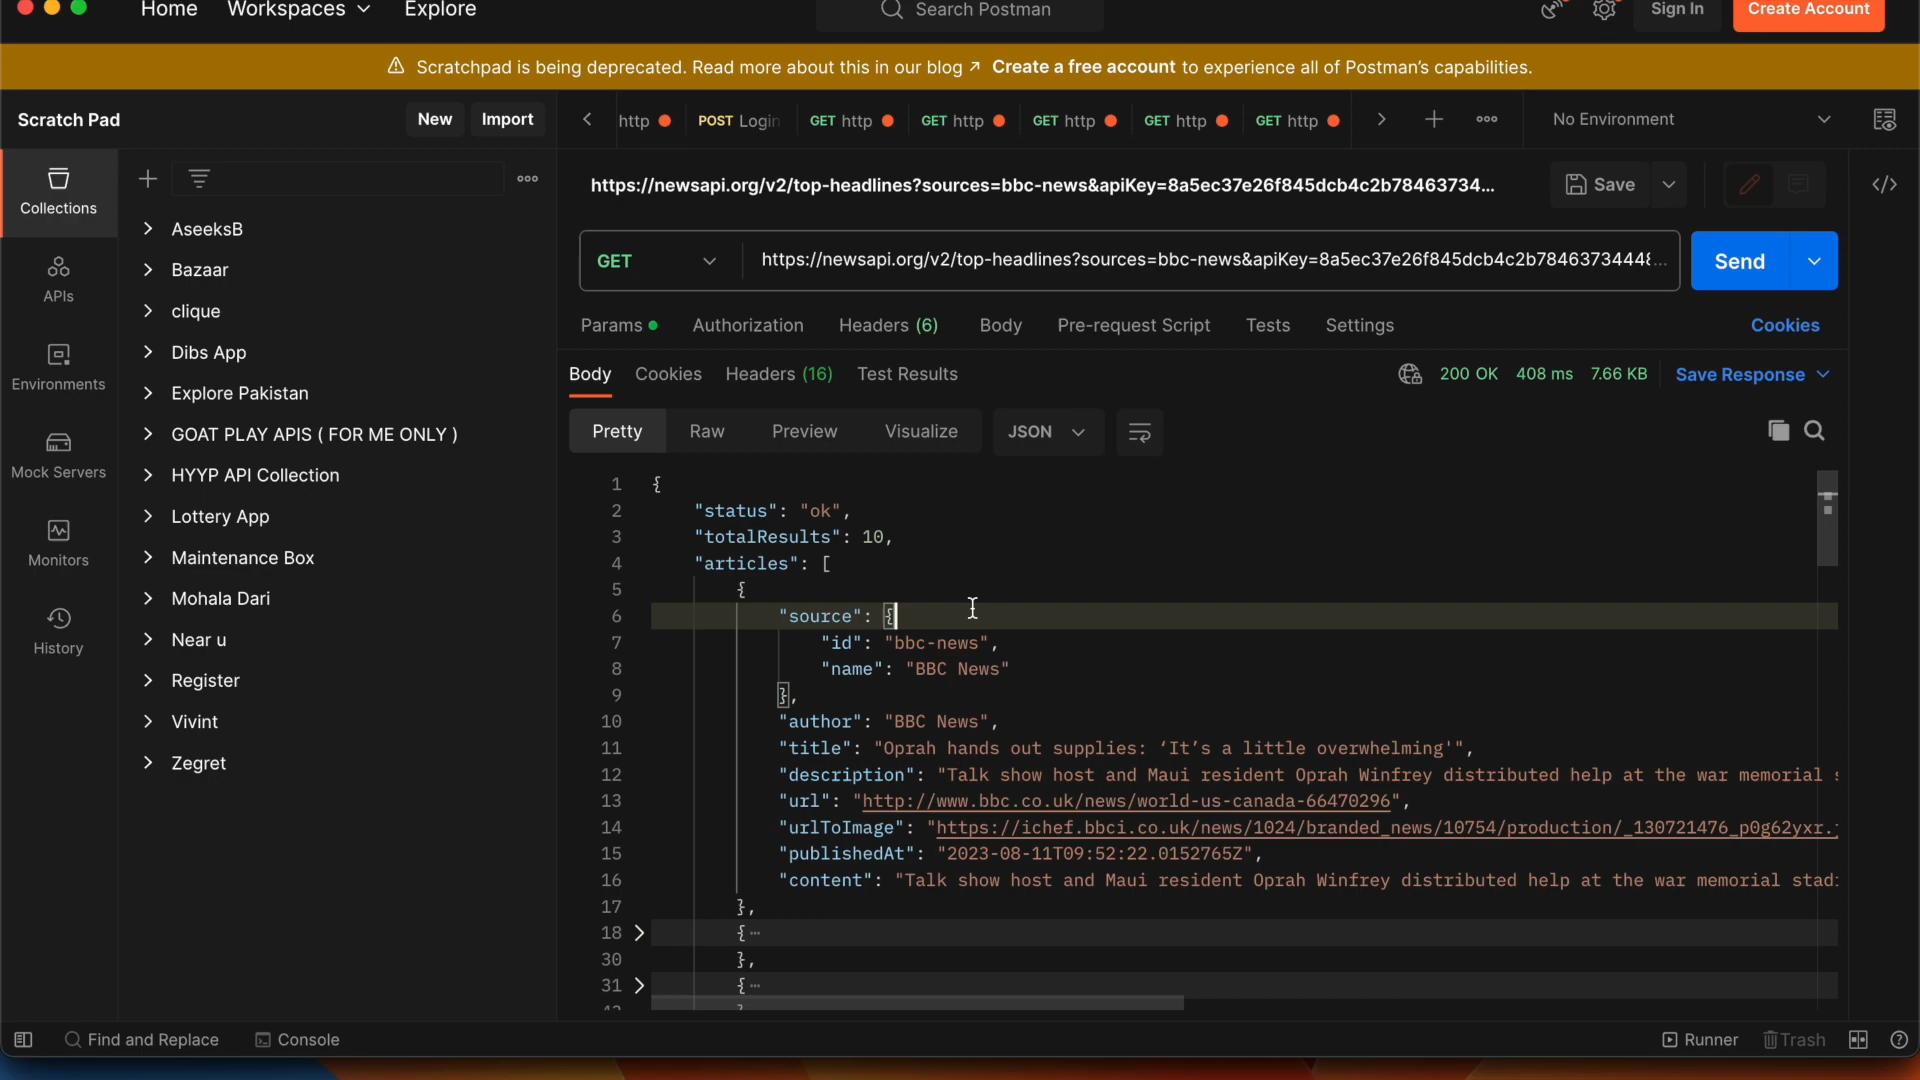 Home Workspaces Explore Search Postman Sign In Create Account
Scratchpad is being deprecated. Read more about this in our blog ↗ Create a free account to experience all of Postman's capabilities.
Scratch Pad New Import
http POST Login GET http GET http GET http GET http GET http No Environment
Collections
APIs
Environments
Mock Servers
Monitors
History
AseeksB
Bazaar
clique
Dibs App
Explore Pakistan
GOAT PLAY APIS ( FOR ME ONLY )
HYYP API Collection
Lottery App
Maintenance Box
Mohala Dari
Near u
Register
Vivint
Zegret
https://newsapi.org/v2/top-headlines?sources=bbc-news&apiKey=8a5ec37e26f845dcb4c2b78463734... Save
GET https://newsapi.org/v2/top-headlines?sources=bbc-news&apiKey=8a5ec37e26f845dcb4c2b784637344448... Send
Params Authorization Headers (6) Body Pre-request Script Tests Settings Cookies
Body Cookies Headers (16) Test Results 200 OK 408 ms 7.66 KB Save Response
Pretty Raw Preview Visualize JSON
1 {
2 "status": "ok",
3 "totalResults": 10,
4 "articles": [
5 {
6 "source": {
7 "id": "bbc-news",
8 "name": "BBC News"
9 },
10 "author": "BBC News",
11 "title": "Oprah hands out supplies: ‘It’s a little overwhelming'",
12 "description": "Talk show host and Maui resident Oprah Winfrey distributed help at the war memorial
13 "url": "http://www.bbc.co.uk/news/world-us-canada-66470296",
14 "urlToImage": "https://ichef.bbci.co.uk/news/1024/branded_news/10754/production/_130721476_p0g62yxr.
15 "publishedAt": "2023-08-11T09:52:22.0152765Z",
16 "content": "Talk show host and Maui resident Oprah Winfrey distributed help at the war memorial stad
17 },
18 {
30 },
31 {
Find and Replace Console Runner Trash